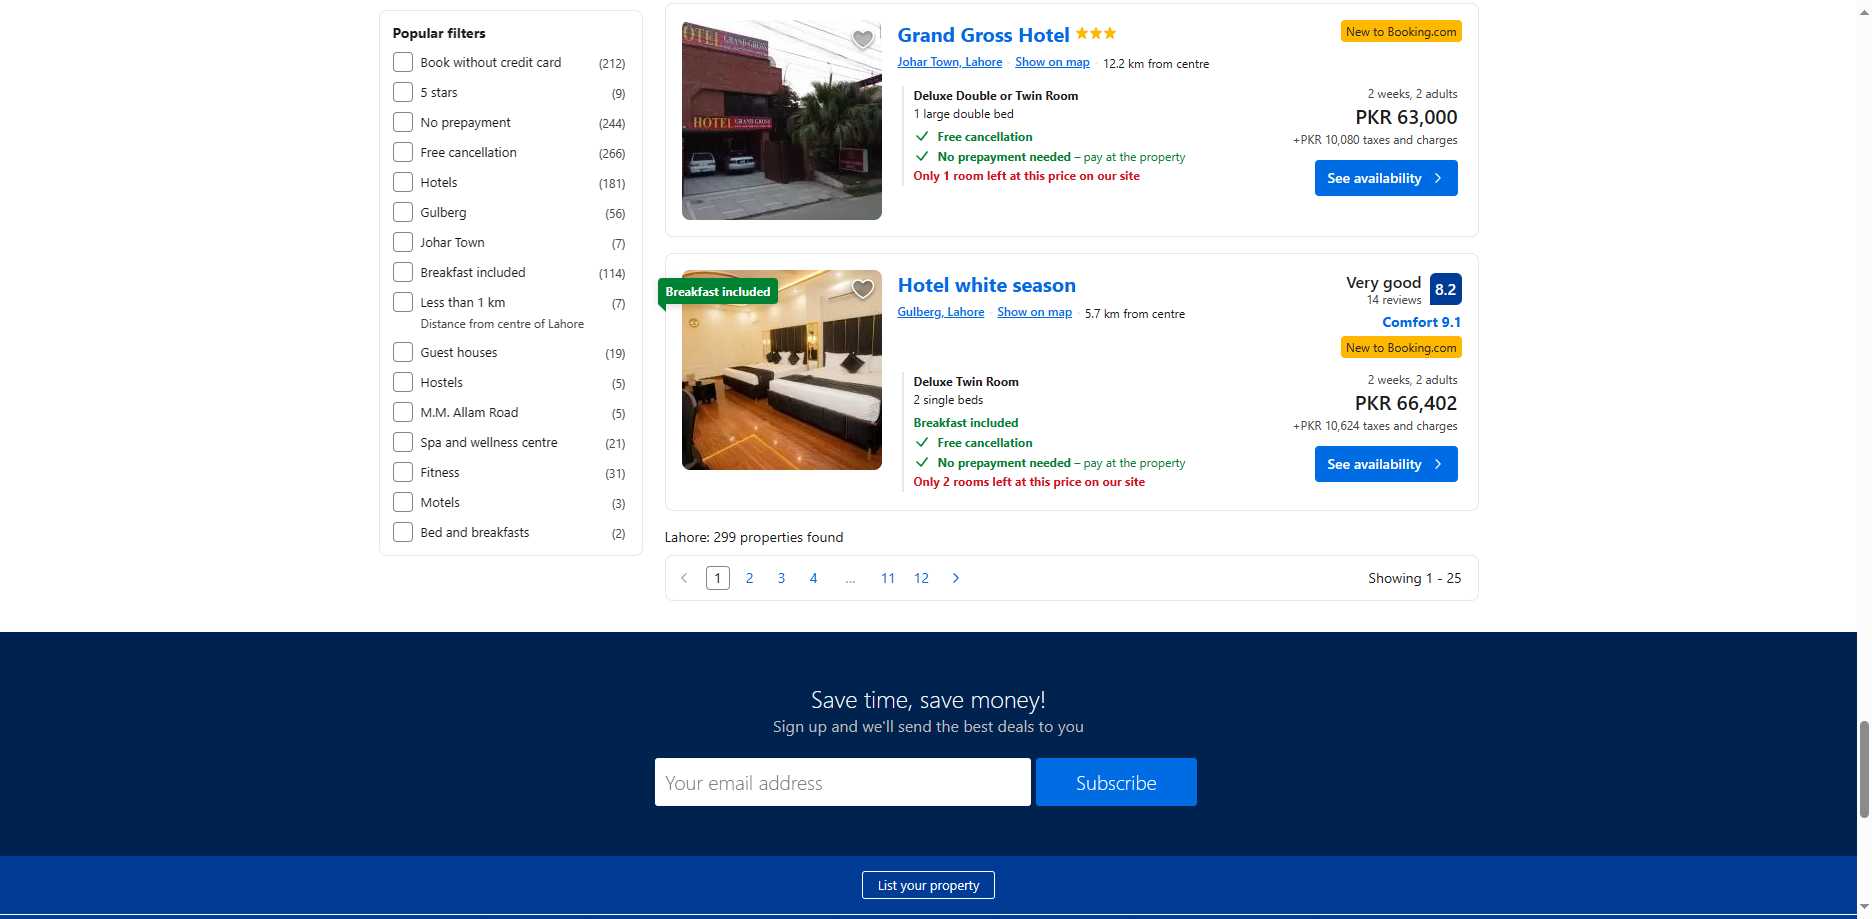 Popular filters
Book without credit card (212)
5 stars (9)
No prepayment (244)
Free cancellation (266)
Hotels (181)
Gulberg (56)
Johar Town (7)
Breakfast included (114)
Less than 1 km (7)
Distance from centre of Lahore
Guest houses (19)
Hostels (5)
M.M. Allam Road (5)
Spa and wellness centre (21)
Fitness (31)
Motels (3)
Bed and breakfasts (2)
HOTEL GRAND GROSS
Grand Gross Hotel
New to Booking.com
Johar Town, Lahore · Show on map · 12.2 km from centre
Deluxe Double or Twin Room
1 large double bed
Free cancellation
No prepayment needed – pay at the property
Only 1 room left at this price on our site
2 weeks, 2 adults
PKR 63,000
+PKR 10,080 taxes and charges
See availability
Breakfast included
Hotel white season
Gulberg, Lahore · Show on map · 5.7 km from centre
Very good 8.2
14 reviews
Comfort 9.1
New to Booking.com
Deluxe Twin Room
2 single beds
Breakfast included
Free cancellation
No prepayment needed – pay at the property
Only 2 rooms left at this price on our site
2 weeks, 2 adults
PKR 66,402
+PKR 10,624 taxes and charges
See availability
Lahore: 299 properties found
1 2 3 4 ... 11 12
Showing 1 - 25
Save time, save money!
Sign up and we'll send the best deals to you
Your email address
Subscribe
List your property